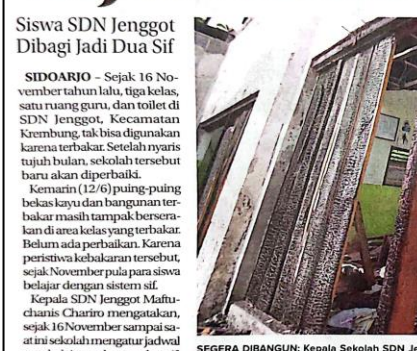 Siswa SDN Jenggot
Dibagi Jadi Dua Sif
SIDOARJO – Sejak 16 No-
vember tahun lalu, tiga kelas,
satu ruang guru, dan toilet di
SDN Jenggot, Kecamatan
Krembung, tak bisa digunakan
karena terbakar. Setelah nyaris
tujuh bulan, sekolah tersebut
baru akan diperbaiki.
Kemarin (12/6) puing-puing
bekas kayu dan bangunan ter-
bakar masih tampak bersera-
kan di area kelas yang terbakar.
Belum ada perbaikan. Karena
peristiwa kebakaran tersebut,
sejak November pula para siswa
belajar dengan sistem sif.
Kepala SDN Jenggot Maftu-
chanis Chariro mengatakan,
sejak 16 November sampai sa-
at ini sekolah mengatur jadwal
SEGERA DIBANGUN: Kepala Sekolah SDN Je